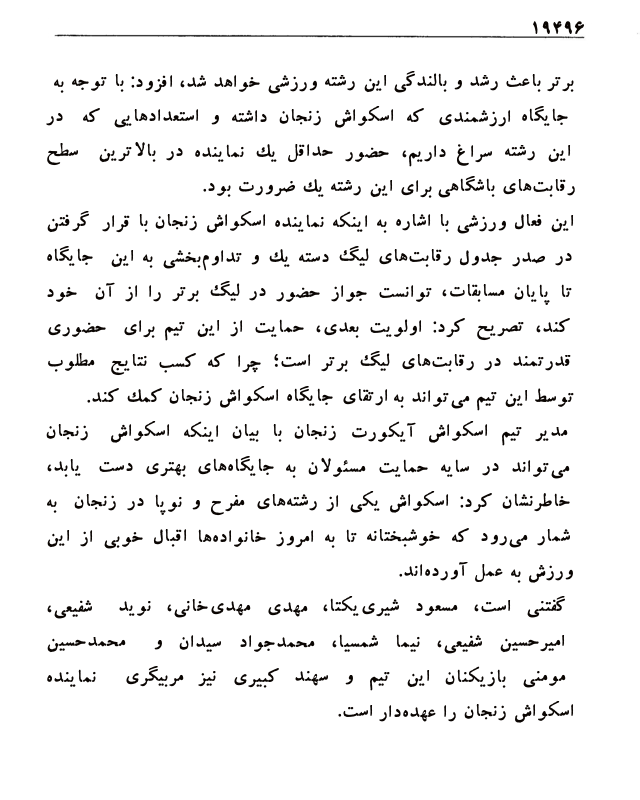 ۱۹۴۹۶
برتر باعث رشد و بالندگی این رشته ورزشی خواهد شد، افزود: با توجه به
جایگاه ارزشمندی که اسکواش زنجان داشته و استعدادهایی که در
این رشته سراغ داریم، حضور حداقل یك نماینده در بالاترین سطح
رقابت‌های باشگاهی برای این رشته یك ضرورت بود.
این فعال ورزشی با اشاره به اینکه نماینده اسکواش زنجان با قرار گرفتن
در صدر جدول رقابت‌های لیگ دسته یك و تداوم‌بخشی به این جایگاه
تا پایان مسابقات، توانست جواز حضور در لیگ برتر را از آن خود
کند، تصریح کرد: اولویت بعدی، حمایت از این تیم برای حضوری
قدرتمند در رقابت‌های لیگ برتر است؛ چرا که کسب نتایج مطلوب
توسط این تیم می‌تواند به ارتقای جایگاه اسکواش زنجان کمك کند.
مدیر تیم اسکواش آیکورت زنجان با بیان اینکه اسکواش زنجان
می‌تواند در سایه حمایت مسئولان به جایگاه‌های بهتری دست یابد،
خاطرنشان کرد: اسکواش یکی از رشته‌های مفرح و نوپا در زنجان به
شمار می‌رود که خوشبختانه تا به امروز خانواده‌ها اقبال خوبی از این
ورزش به عمل آورده‌اند.
گفتنی است، مسعود شیری‌یکتا، مهدی مهدی‌خانی، نوید شفیعی،
امیرحسین شفیعی، نیما شمسیا، محمدجواد سیدان و محمدحسین
مومنی بازیکنان این تیم و سهند کبیری نیز مربیگری نماینده
اسکواش زنجان را عهده‌دار است.